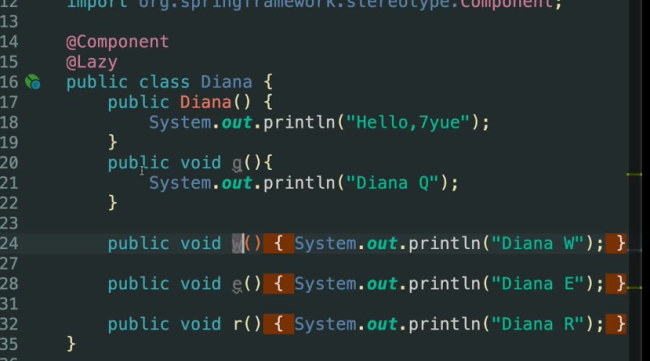 12 import org.springframework.stereotype.Component;
13
14 @Component
15 @Lazy
16 public class Diana {
17 public Diana() {
18 System.out.println("Hello,7yue");
19 }
20 public void q(){
21 System.out.println("Diana Q");
22 }
23
24 public void w() { System.out.println("Diana W"); }
27
28 public void e() { System.out.println("Diana E"); }
31
32 public void r() { System.out.println("Diana R"); }
35 }